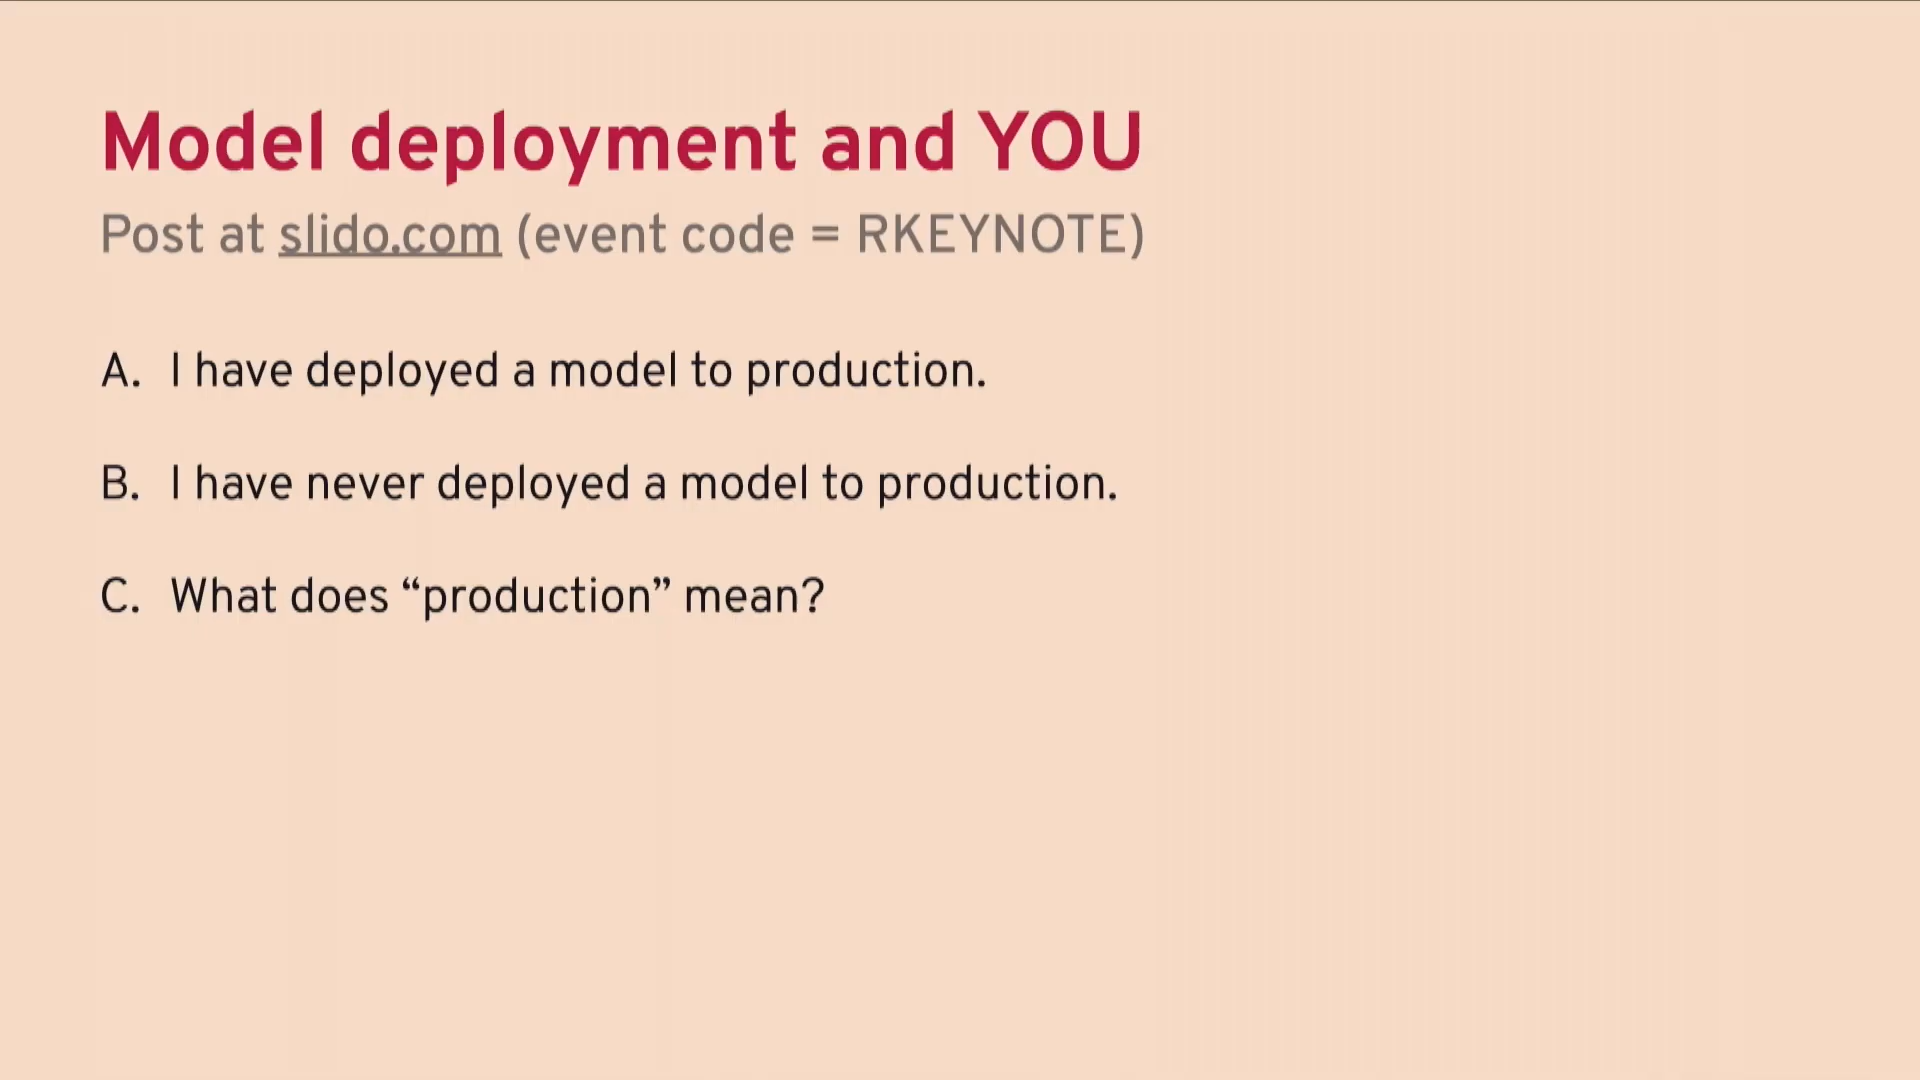 Model deployment and YOU
Post at slido.com (event code = RKEYNOTE)
A. I have deployed a model to production.
B. I have never deployed a model to production.
C. What does “production” mean?